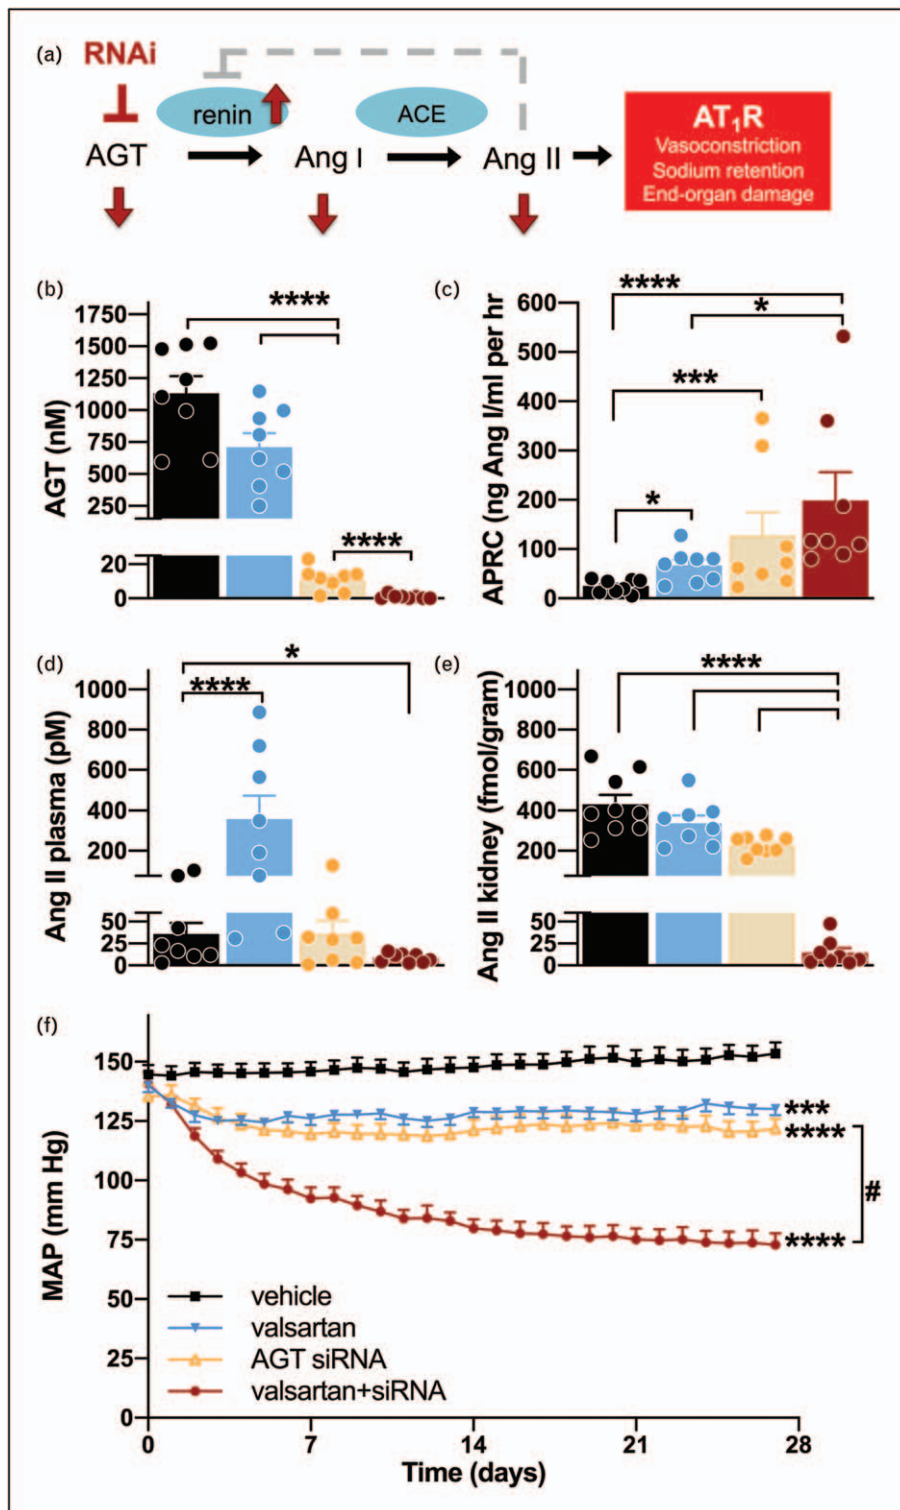 (a)
RNAi
renin
ACE
AGT
Ang I
Ang II
AT₁R
Vasoconstriction
Sodium retention
End-organ damage
(b)
AGT (nM)
1750
1500
1250
1000
750
500
250
20
0
****
****
(c)
APRC (ng Ang I/ml per hr
600
500
400
300
200
100
0
****
*
***
*
(d)
Ang II plasma (pM)
1000
800
600
400
200
50
25
0
*
****
(e)
Ang II kidney (fmol/gram)
1000
800
600
400
200
50
25
0
****
(f)
MAP (mm Hg)
150
125
100
75
50
25
0
***
****
#
****
vehicle
valsartan
AGT siRNA
valsartan+siRNA
0 7 14 21 28
Time (days)